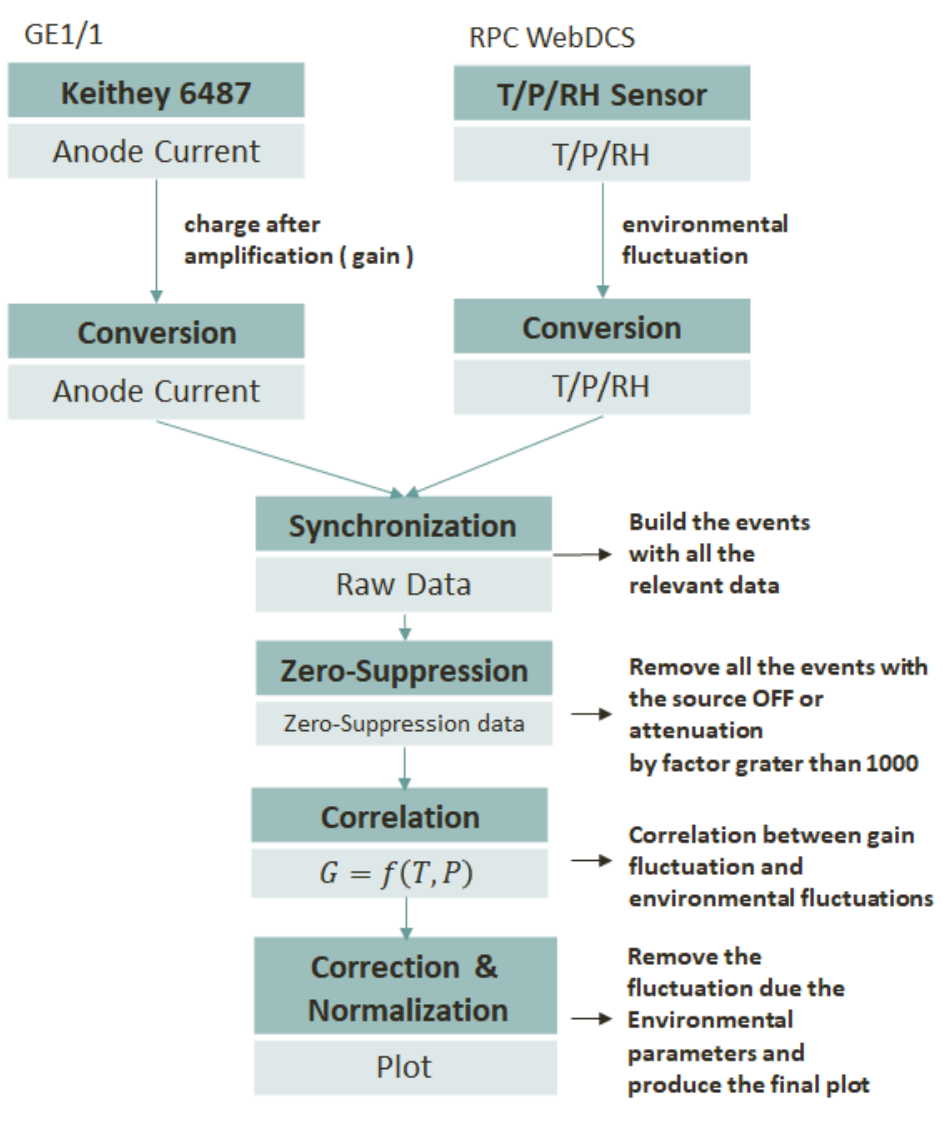 GE1/1
Keithey 6487
Anode Current
charge after
amplification ( gain )
Conversion
Anode Current
RPC WebDCS
T/P/RH Sensor
T/P/RH
environmental
fluctuation
Conversion
T/P/RH
Synchronization
Raw Data
Build the events
with all the
relevant data
Zero-Suppression
Zero-Suppression data
Remove all the events with
the source OFF or
attenuation
by factor grater than 1000
Correlation
G = f(T, P)
Correlation between gain
fluctuation and
environmental fluctuations
Correction &
Normalization
Plot
Remove the
fluctuation due the
Environmental
parameters and
produce the final plot